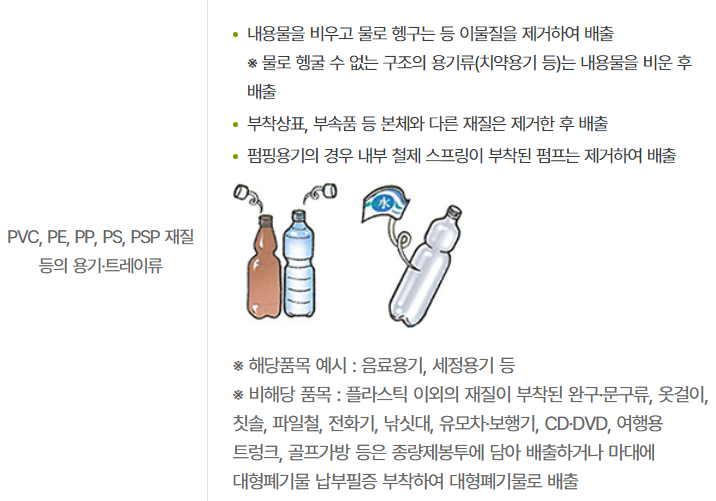 PVC, PE, PP, PS, PSP 재질
등의 용기·트레이류
내용물을 비우고 물로 헹구는 등 이물질을 제거하여 배출
※ 물로 헹굴 수 없는 구조의 용기류(치약용기 등)는 내용물을 비운 후
배출
부착상표, 부속품 등 본체와 다른 재질은 제거한 후 배출
펌핑용기의 경우 내부 철제 스프링이 부착된 펌프는 제거하여 배출
水
※ 해당품목 예시 : 음료용기, 세정용기 등
※ 비해당 품목 : 플라스틱 이외의 재질이 부착된 완구·문구류, 옷걸이,
칫솔, 파일철, 전화기, 낚싯대, 유모차·보행기, CD·DVD, 여행용
트렁크, 골프가방 등은 종량제봉투에 담아 배출하거나 마대에
대형폐기물 납부필증 부착하여 대형폐기물로 배출